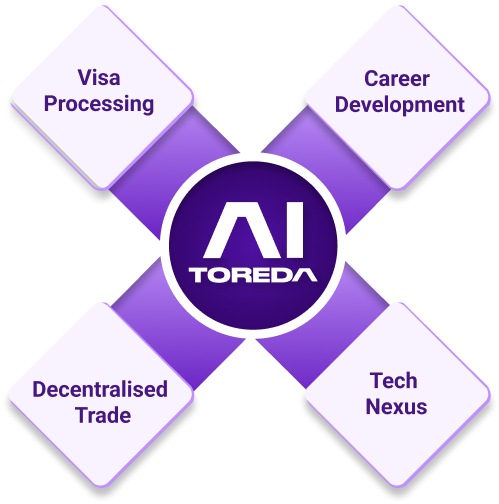 Visa
Processing
Career
Development
AI
TOREDA
Decentralised
Trade
Tech
Nexus